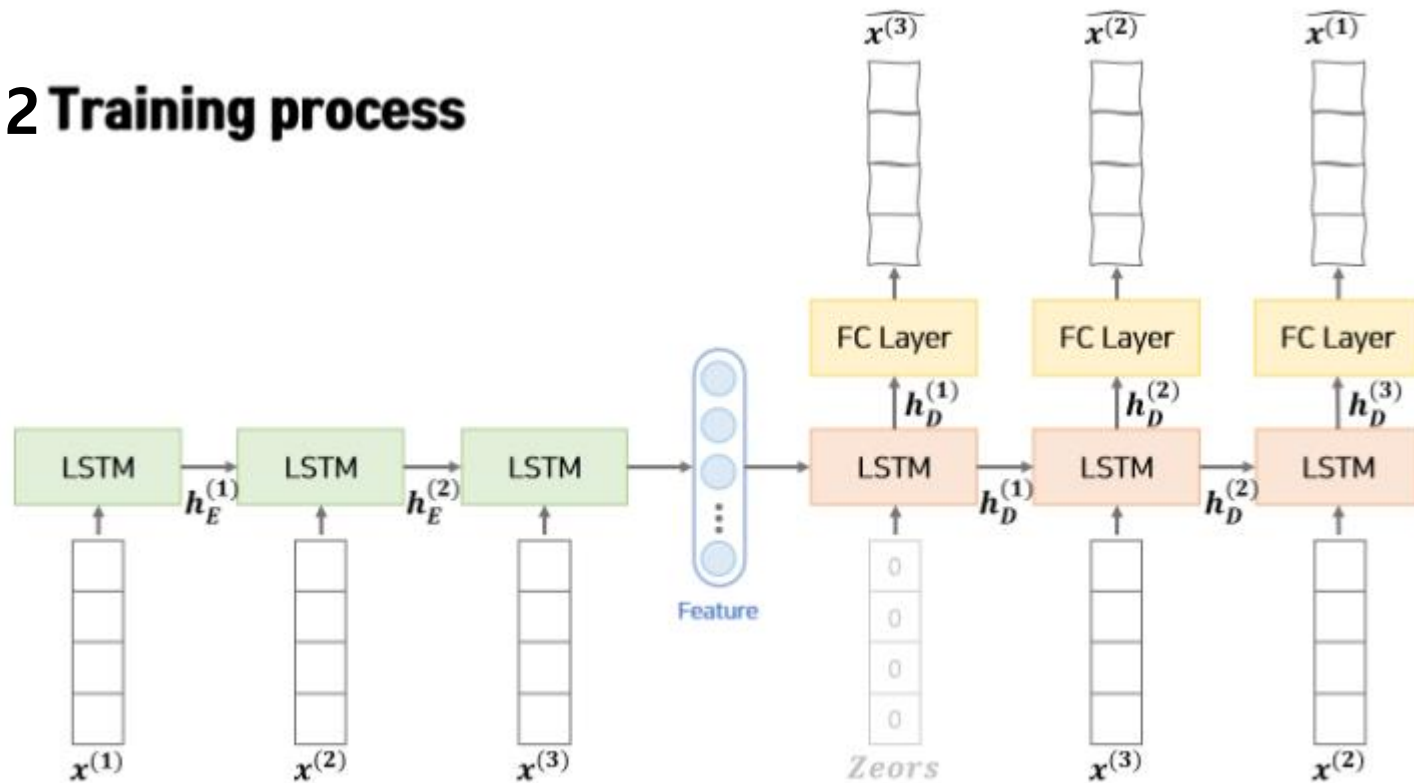 2 Training process
x^(3) x^(2) x^(1)
FC Layer FC Layer FC Layer
h_D^(1) h_D^(2) h_D^(3)
LSTM LSTM LSTM LSTM LSTM LSTM
h_E^(1) h_E^(2) h_D^(1) h_D^(2)
0
0
0
0
Feature
x^(1) x^(2) x^(3) Zeors x^(3) x^(2)